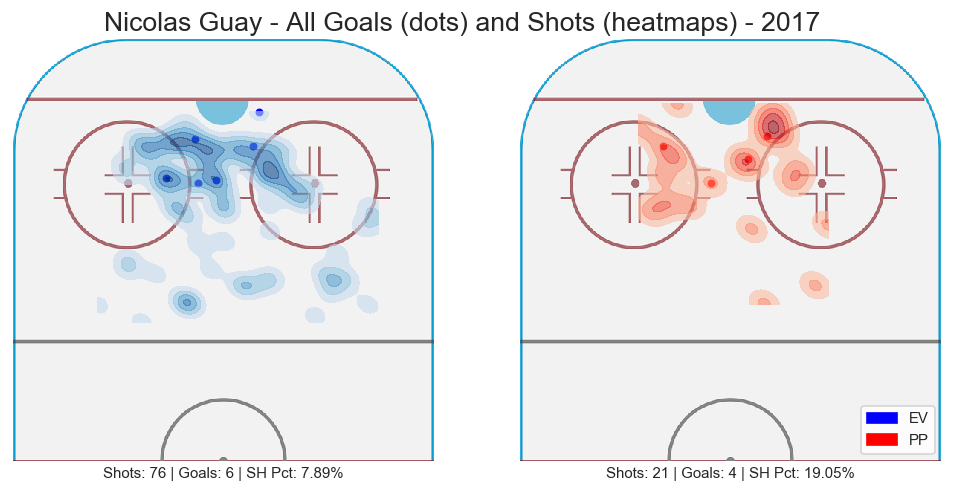 Nicolas Guay - All Goals (dots) and Shots (heatmaps) - 2017
EV
PP
Shots: 76 | Goals: 6 | SH Pct: 7.89%
Shots: 21 | Goals: 4 | SH Pct: 19.05%